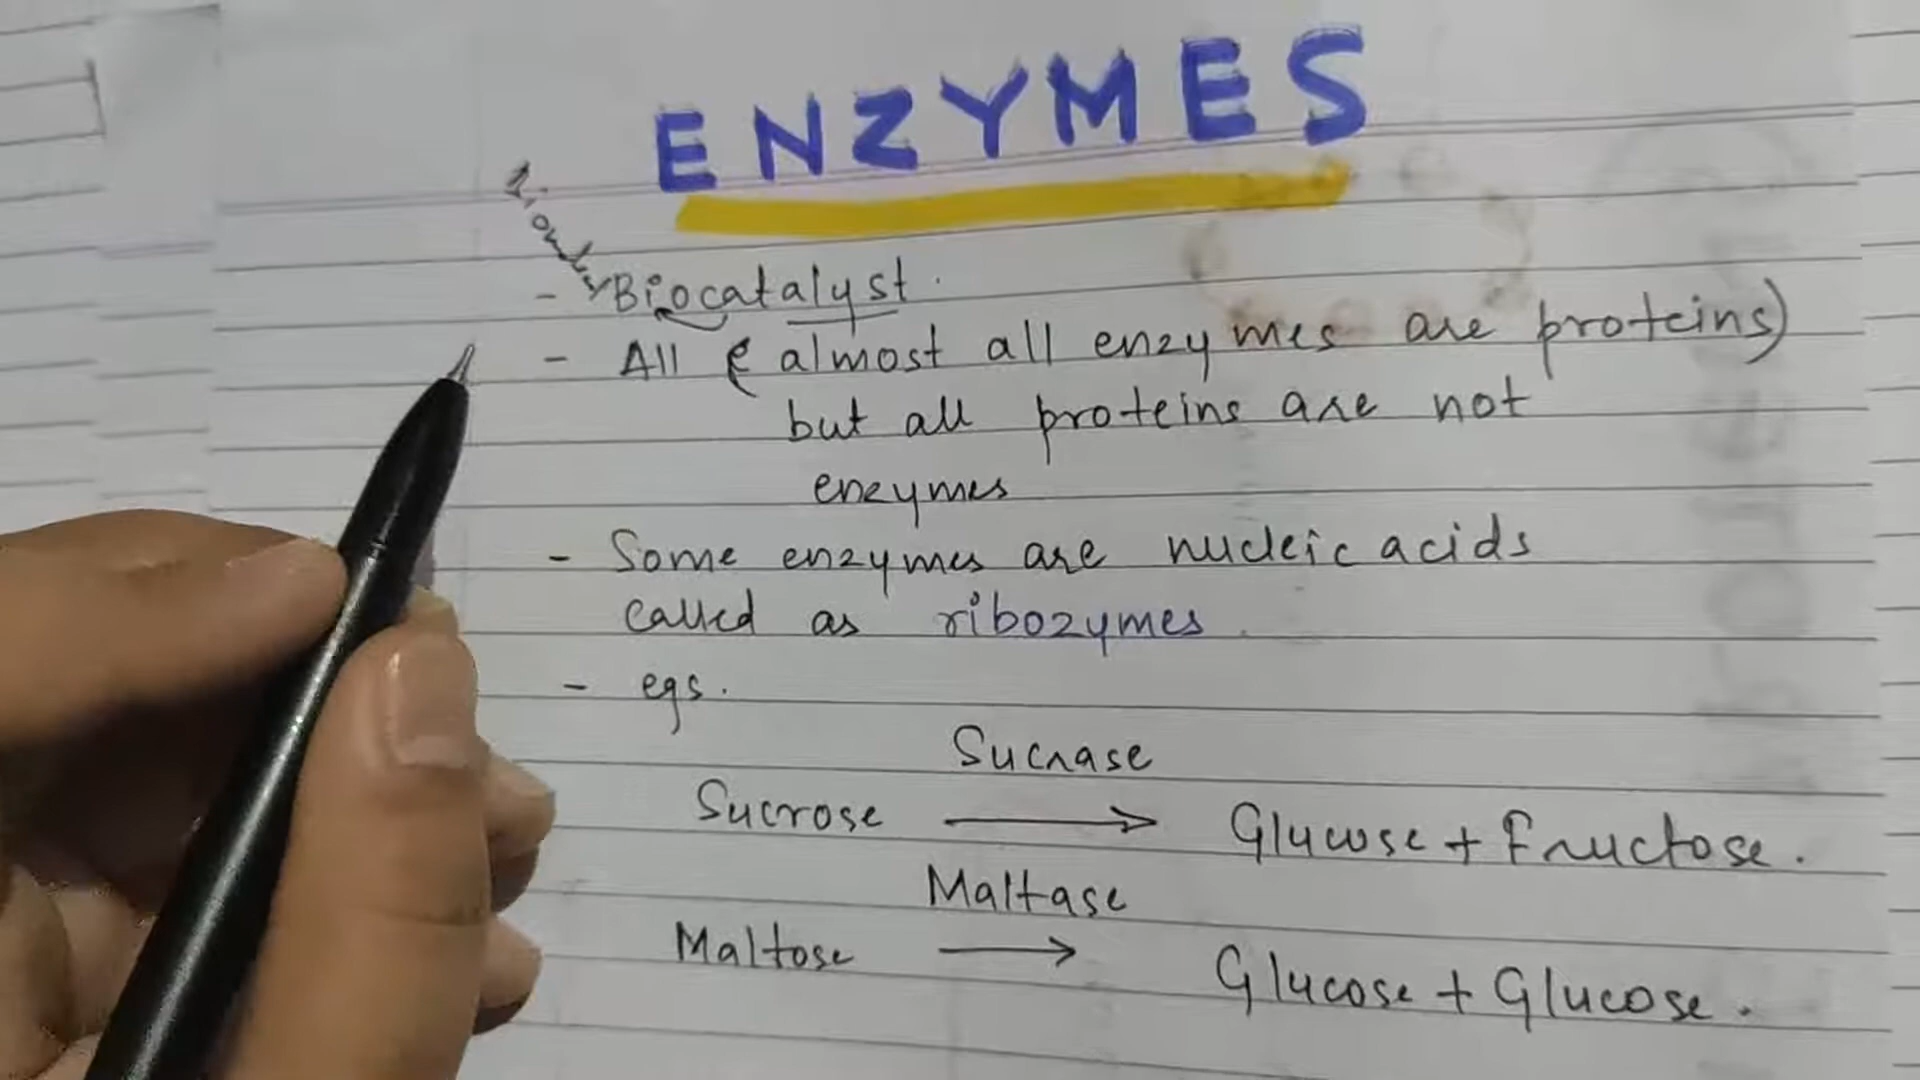 ENZYMES
- Biocatalyst.
- All ( almost all enzymes are proteins)
but all proteins are not
enzymes
- Some enzymes are nucleic acids
called as ribozymes.
- egs.
Sucrase
Sucrose → Glucose + Fructose.
Maltase
Maltose → Glucose + Glucose.